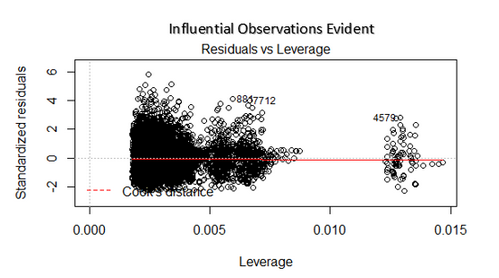 Influential Observations Evident
Residuals vs Leverage
Standardized residuals
6
4
2
0
-2
7712
4579
Cook's distance
0.000
0.005
0.010
0.015
Leverage